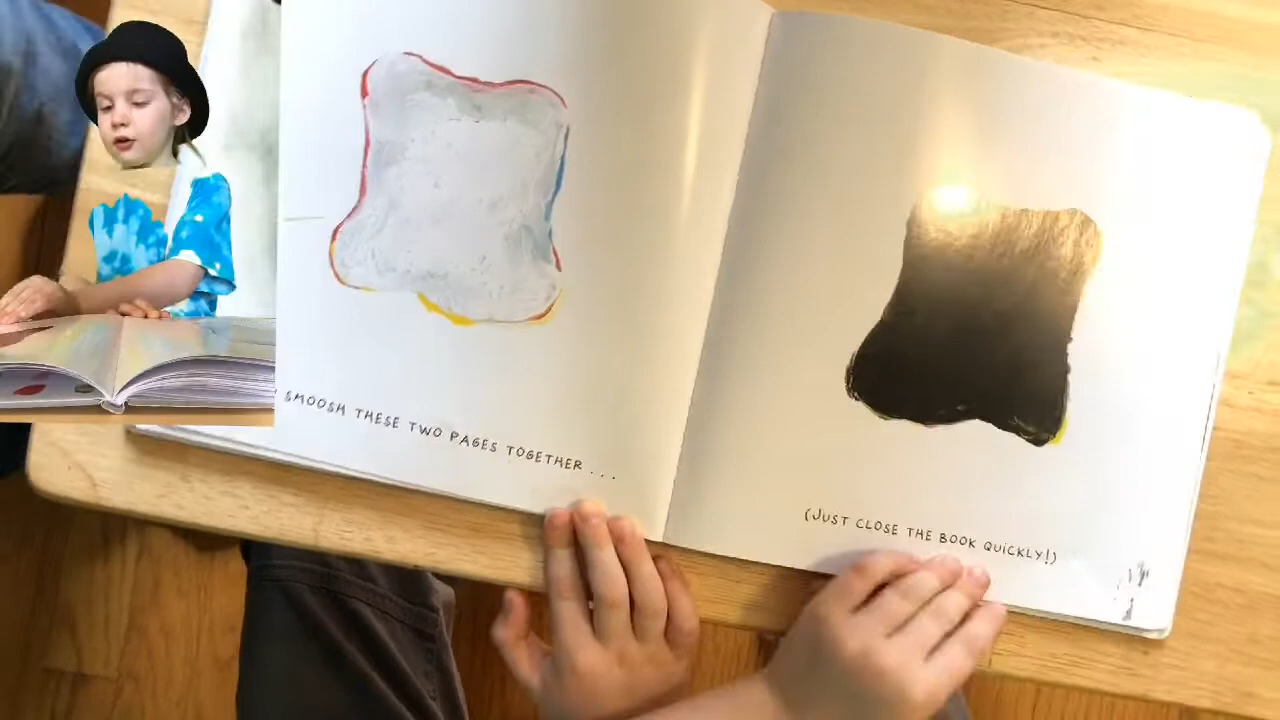 SMOOSH THESE TWO PAGES TOGETHER . . .
(JUST CLOSE THE BOOK QUICKLY!)